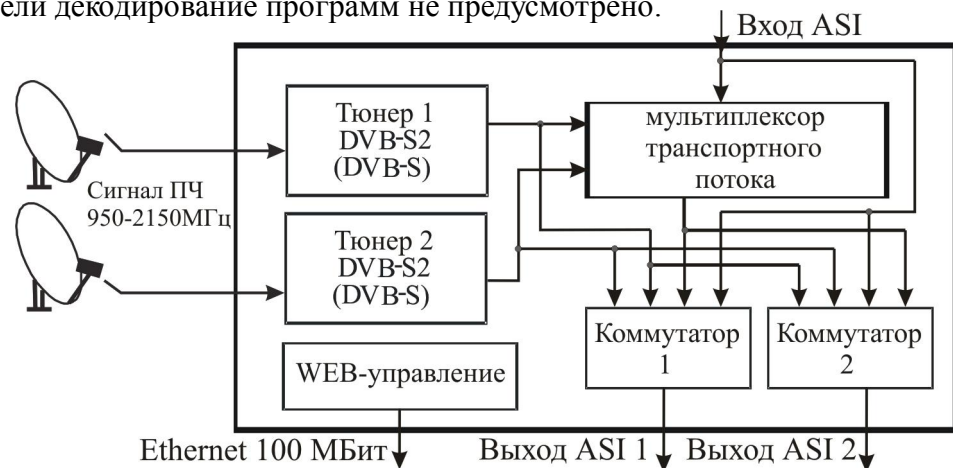 ели декодирование программ не предусмотрено.
Вход ASI
Тюнер 1
DVB-S2
(DVB-S)
мультиплексор
транспортного
потока
Сигнал ПЧ
950-2150МГц
Тюнер 2
DVB-S2
(DVB-S)
Коммутатор
1
Коммутатор
2
WEB-управление
Ethernet 100 МБит
Выход ASI 1
Выход ASI 2